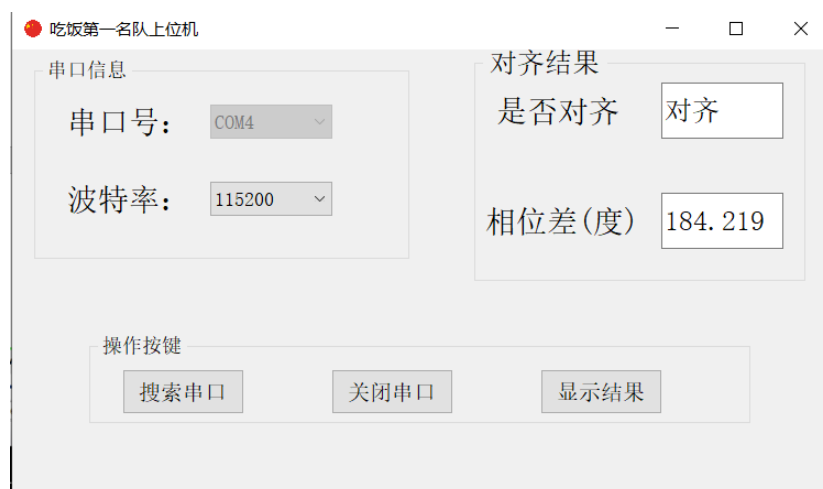 吃饭第一名队上位机
串口信息
串口号：
COM4
波特率：
115200
对齐结果
是否对齐
对齐
相位差(度)
184.219
操作按键
搜索串口
关闭串口
显示结果